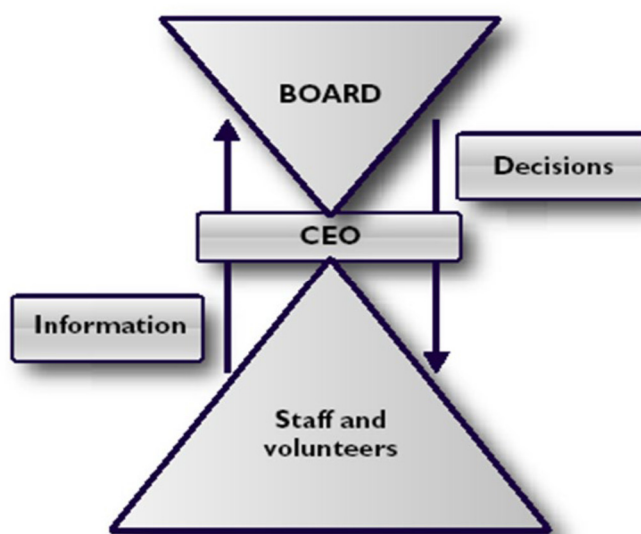 BOARD
Decisions
CEO
Information
Staff and
volunteers